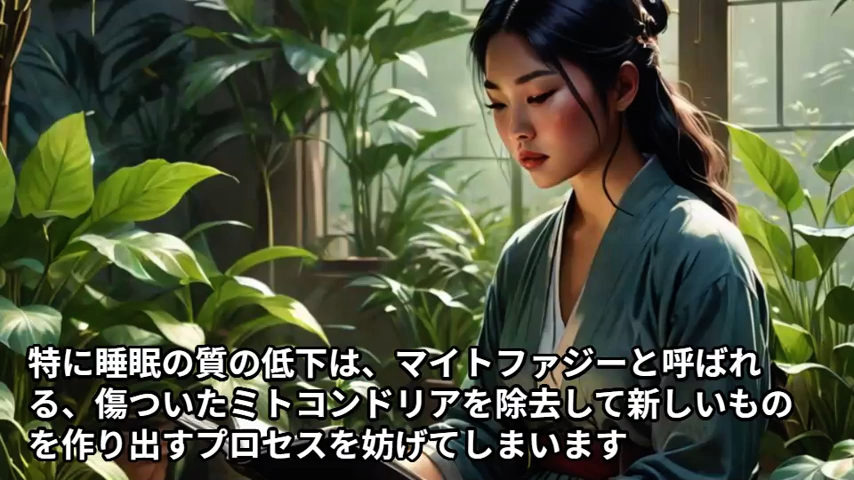 特に睡眠の質の低下は、マイトファジーと呼ばれ
る、傷ついたミトコンドリアを除去して新しいもの
を作り出すプロセスを妨げてしまいます